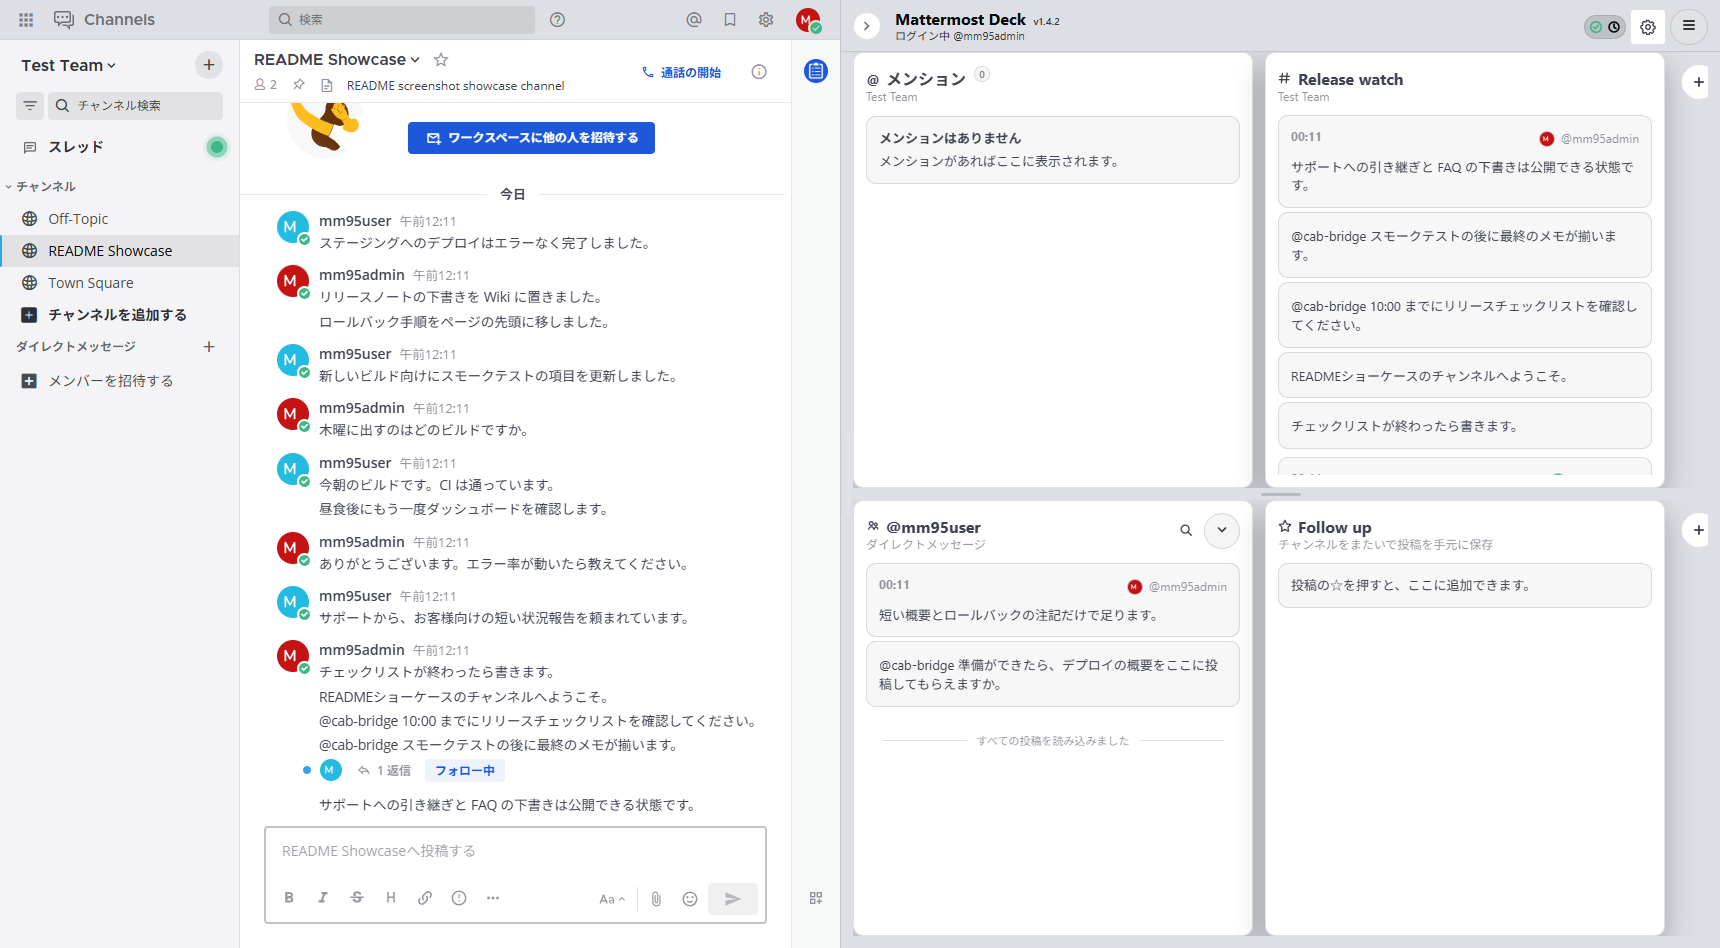 Channels
検索
M
Test Team
チャンネル検索
スレッド
チャンネル
Off-Topic
README Showcase
Town Square
チャンネルを追加する
ダイレクトメッセージ
メンバーを招待する
README Showcase
2
README screenshot showcase channel
通話の開始
ワークスペースに他の人を招待する
今日
M
mm95user 午前12:11
ステージングへのデプロイはエラーなく完了しました。
M
mm95admin 午前12:11
リリースノートの下書きを Wiki に置きました。
ロールバック手順をページの先頭に移しました。
M
mm95user 午前12:11
新しいビルド向けにスモークテストの項目を更新しました。
M
mm95admin 午前12:11
木曜に出すのはどのビルドですか。
M
mm95user 午前12:11
今朝のビルドです。CI は通っています。
昼食後にもう一度ダッシュボードを確認します。
M
mm95admin 午前12:11
ありがとうございます。エラー率が動いたら教えてください。
M
mm95user 午前12:11
サポートから、お客様向けの短い状況報告を頼まれています。
M
mm95admin 午前12:11
チェックリストが終わったら書きます。
READMEショーケースのチャンネルへようこそ。
@cab-bridge 10:00 までにリリースチェックリストを確認してください。
@cab-bridge スモークテストの後に最終のメモが揃います。
M
1 返信
フォロー中
サポートへの引き継ぎと FAQ の下書きは公開できる状態です。
README Showcaseへ投稿する
B I S H
Aa
Mattermost Deck v1.4.2
ログイン中 @mm95admin
@ メンション 0
Test Team
メンションはありません
メンションがあればここに表示されます。
# Release watch
Test Team
00:11
M @mm95admin
サポートへの引き継ぎと FAQ の下書きは公開できる状態で
す。
@cab-bridge スモークテストの後に最終のメモが揃いま
す。
@cab-bridge 10:00 までにリリースチェックリストを確認し
てください。
READMEショーケースのチャンネルへようこそ。
チェックリストが終わったら書きます。
@mm95user
ダイレクトメッセージ
00:11
M @mm95admin
短い概要とロールバックの注記だけで足ります。
@cab-bridge 準備ができたら、デプロイの概要をここに投
稿してもらえますか。
すべての投稿を読み込みました
Follow up
チャンネルをまたいで投稿を手元に保存
投稿の☆を押すと、ここに追加できます。